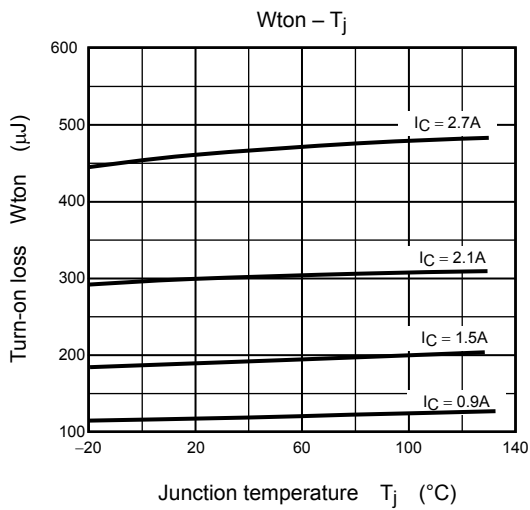 Wton – Tj
Turn-on loss Wton (μJ)
600
500
400
300
200
100
IC = 2.7A
IC = 2.1A
IC = 1.5A
IC = 0.9A
–20
20
60
100
140
Junction temperature Tj (°C)